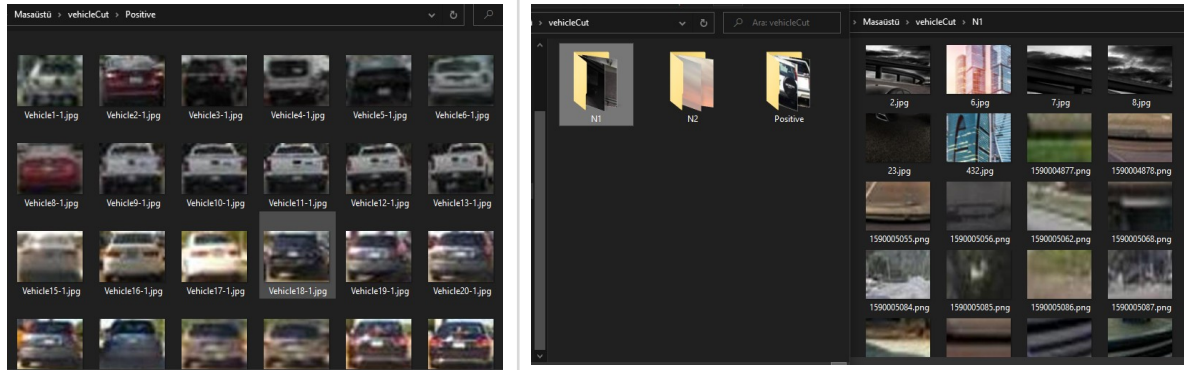 Masaüstü › vehicleCut › Positive
Vehicle1-1.jpg Vehicle2-1.jpg Vehicle3-1.jpg Vehicle4-1.jpg Vehicle5-1.jpg Vehicle6-1.jpg
Vehicle8-1.jpg Vehicle9-1.jpg Vehicle10-1.jpg Vehicle11-1.jpg Vehicle12-1.jpg Vehicle13-1.jpg
Vehicle15-1.jpg Vehicle16-1.jpg Vehicle17-1.jpg Vehicle18-1.jpg Vehicle19-1.jpg Vehicle20-1.jpg
› vehicleCut
Ara: vehicleCut
N1 N2 Positive
› Masaüstü › vehicleCut › N1
2.jpg 6.jpg 7.jpg 8.jpg
23.jpg 432.jpg 1590004877.png 1590004878.png
1590005055.png 1590005056.png 1590005062.png 1590005068.png
1590005084.png 1590005085.png 1590005086.png 1590005087.png